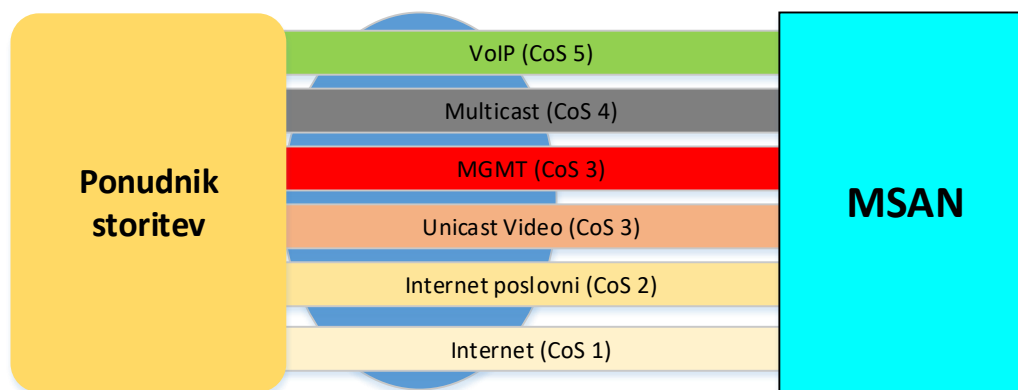 Ponudnik
storitev
VoIP (CoS 5)
Multicast (CoS 4)
MGMT (CoS 3)
Unicast Video (CoS 3)
Internet poslovni (CoS 2)
Internet (CoS 1)
MSAN